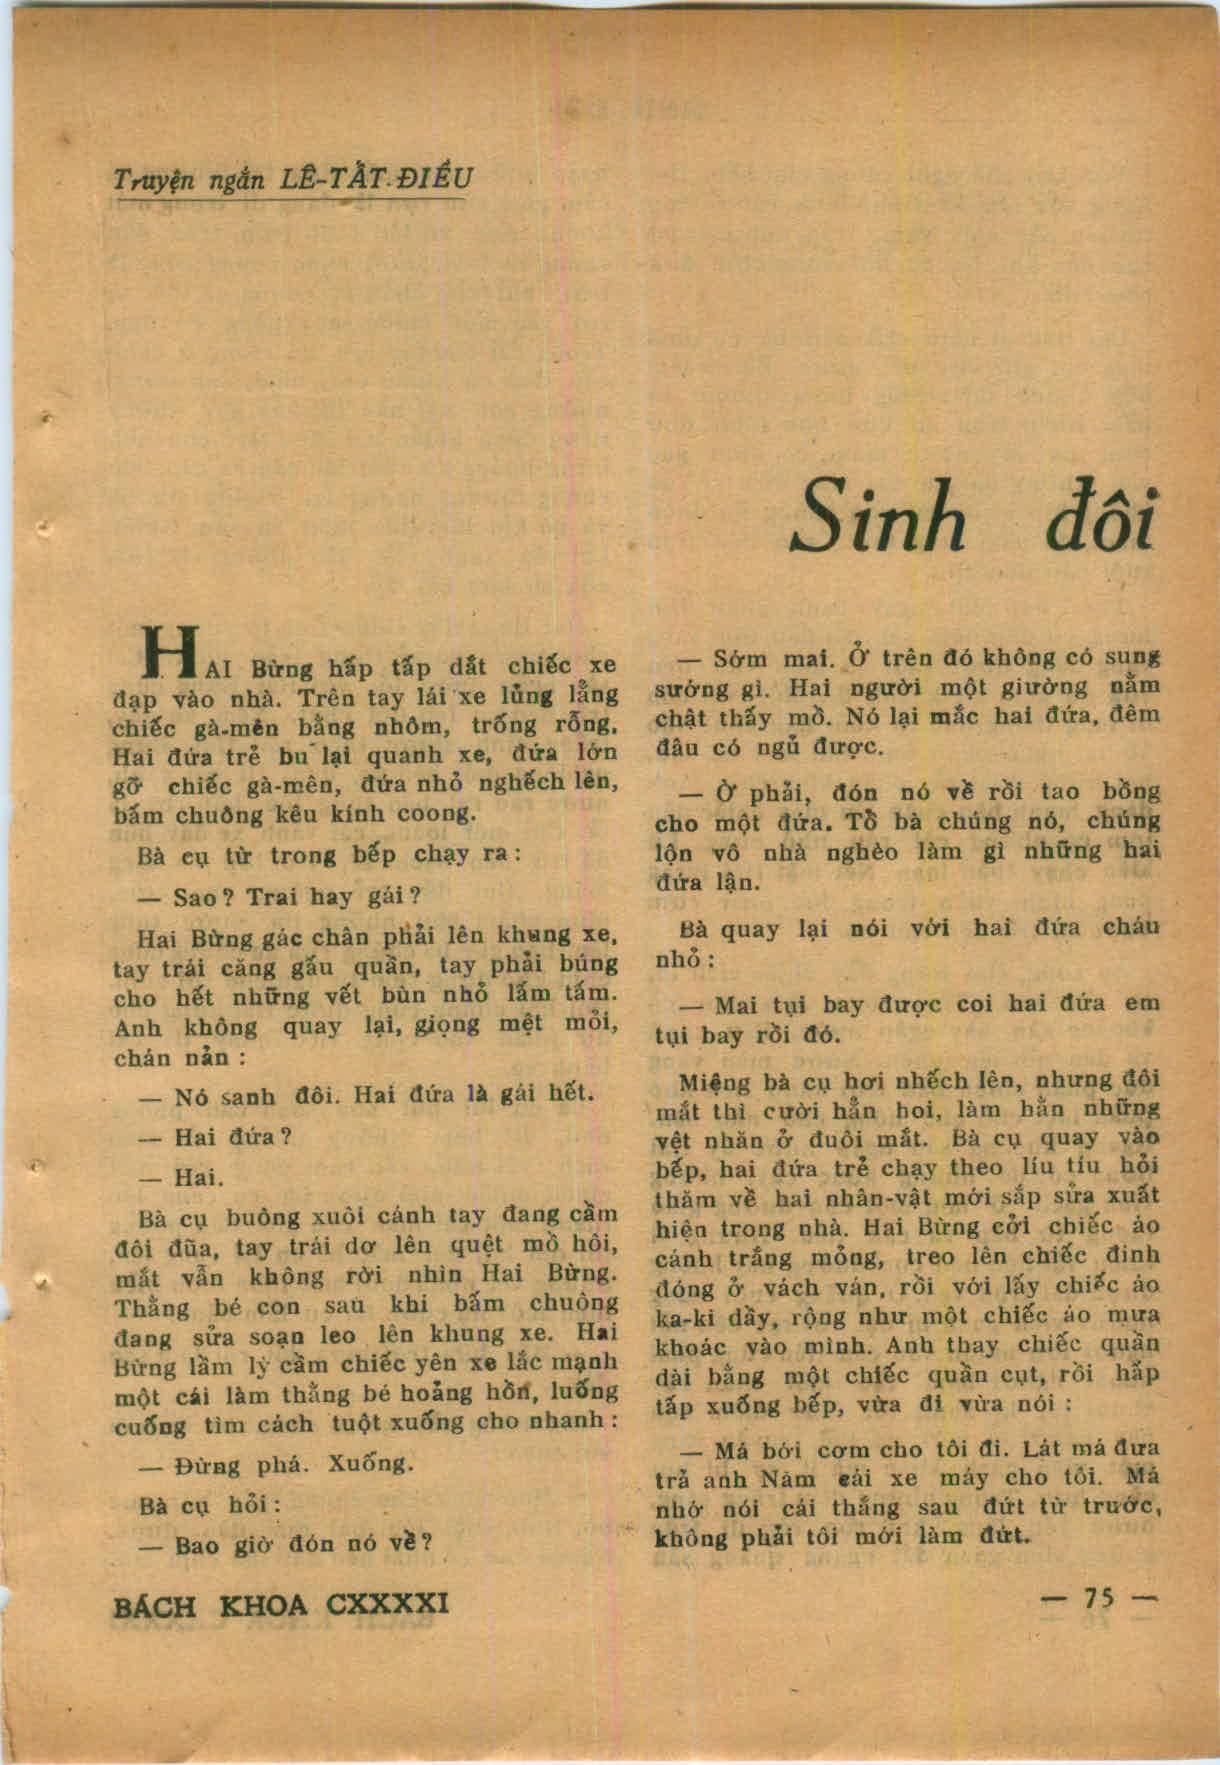 Truyện ngắn LÊ-TẤT-ĐIỀU
Sinh đôi
HAI Bừng hấp tấp dắt chiếc xe
đạp vào nhà. Trên tay lái xe lủng lẳng
chiếc gà-mên bằng nhôm, trống rỗng.
Hai đứa trẻ bu lại quanh xe, đứa lớn
gỡ chiếc gà-mên, đứa nhỏ nghếch lên,
bấm chuông kêu kính coong.
Bà cụ từ trong bếp chạy ra :
— Sao ? Trai hay gái ?
Hai Bừng gác chân phải lên khung xe,
tay trái căng gấu quần, tay phải búng
cho hết những vết bùn nhỏ lấm tấm.
Anh không quay lại, giọng mệt mỏi,
chán nản :
— Nó sanh đôi. Hai đứa là gái hết.
— Hai đứa ?
— Hai.
Bà cụ buông xuôi cánh tay đang cầm
đôi đũa, tay trái dơ lên quệt mồ hôi,
mắt vẫn không rời nhìn Hai Bừng.
Thằng bé con sau khi bấm chuông
đang sửa soạn leo lên khung xe. Hai
Bừng lầm lỳ cầm chiếc yên xe lắc mạnh
một cái làm thằng bé hoảng hồn, luống
cuống tìm cách tuột xuống cho nhanh :
— Đừng phá. Xuống.
Bà cụ hỏi :
— Bao giờ đón nó về ?
— Sớm mai. Ở trên đó không có sung
sướng gì. Hai người một giường nằm
chật thấy mồ. Nó lại mắc hai đứa, đêm
đâu có ngủ được.
— Ờ phải, đón nó về rồi tao bồng
cho một đứa. Tổ bà chúng nó, chúng
lộn vô nhà nghèo làm gì những hai
đứa lận.
Bà quay lại nói với hai đứa cháu
nhỏ :
— Mai tụi bay được coi hai đứa em
tụi bay rồi đó.
Miệng bà cụ hơi nhếch lên, nhưng đôi
mắt thì cười hẳn hoi, làm hằn những
vệt nhăn ở đuôi mắt. Bà cụ quay vào
bếp, hai đứa trẻ chạy theo líu tíu hỏi
thăm về hai nhân-vật mới sắp sửa xuất
hiện trong nhà. Hai Bừng cởi chiếc áo
cánh trắng mỏng, treo lên chiếc đinh
đóng ở vách ván, rồi với lấy chiếc áo
ka-ki dầy, rộng như một chiếc áo mưa
khoác vào mình. Anh thay chiếc quần
dài bằng một chiếc quần cụt, rồi hấp
tấp xuống bếp, vừa đi vừa nói :
— Má bới cơm cho tôi đi. Lát má đưa
trả anh Năm cái xe máy cho tôi. Má
nhớ nói cái thắng sau đứt từ trước,
không phải tôi mới làm đứt.
BÁCH KHOA CXXXXI
— 75 —